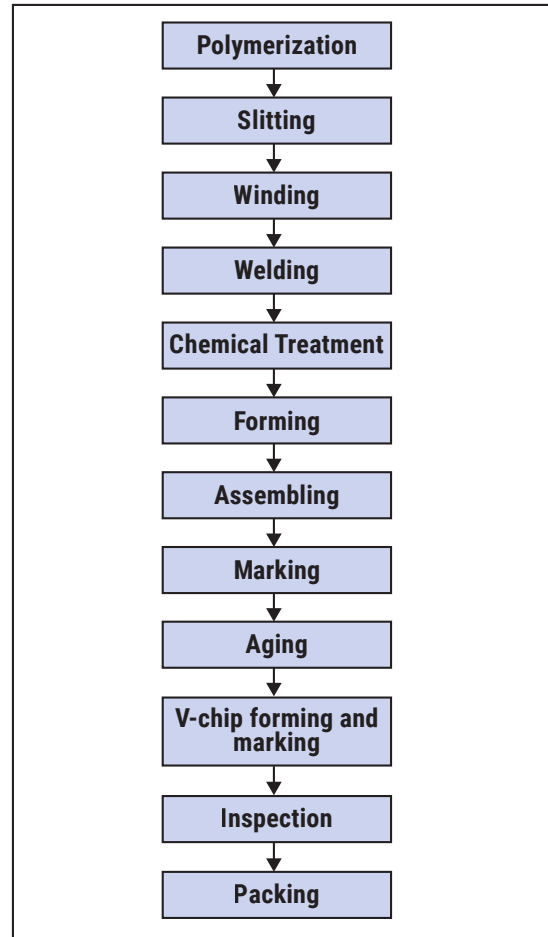 Polymerization
Slitting
Winding
Welding
Chemical Treatment
Forming
Assembling
Marking
Aging
V-chip forming and
marking
Inspection
Packing